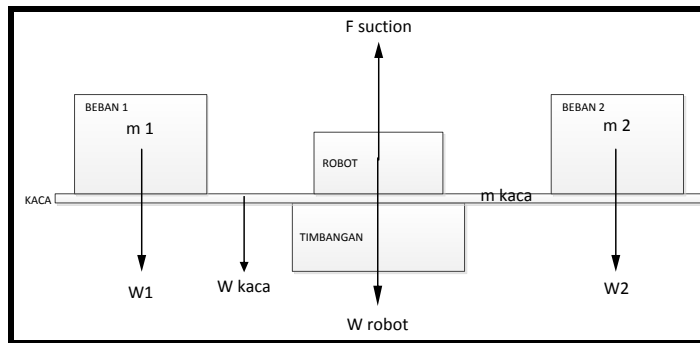 F suction
BEBAN 1
m 1
BEBAN 2
m 2
ROBOT
KACA
m kaca
TIMBANGAN
W1
W kaca
W2
W robot